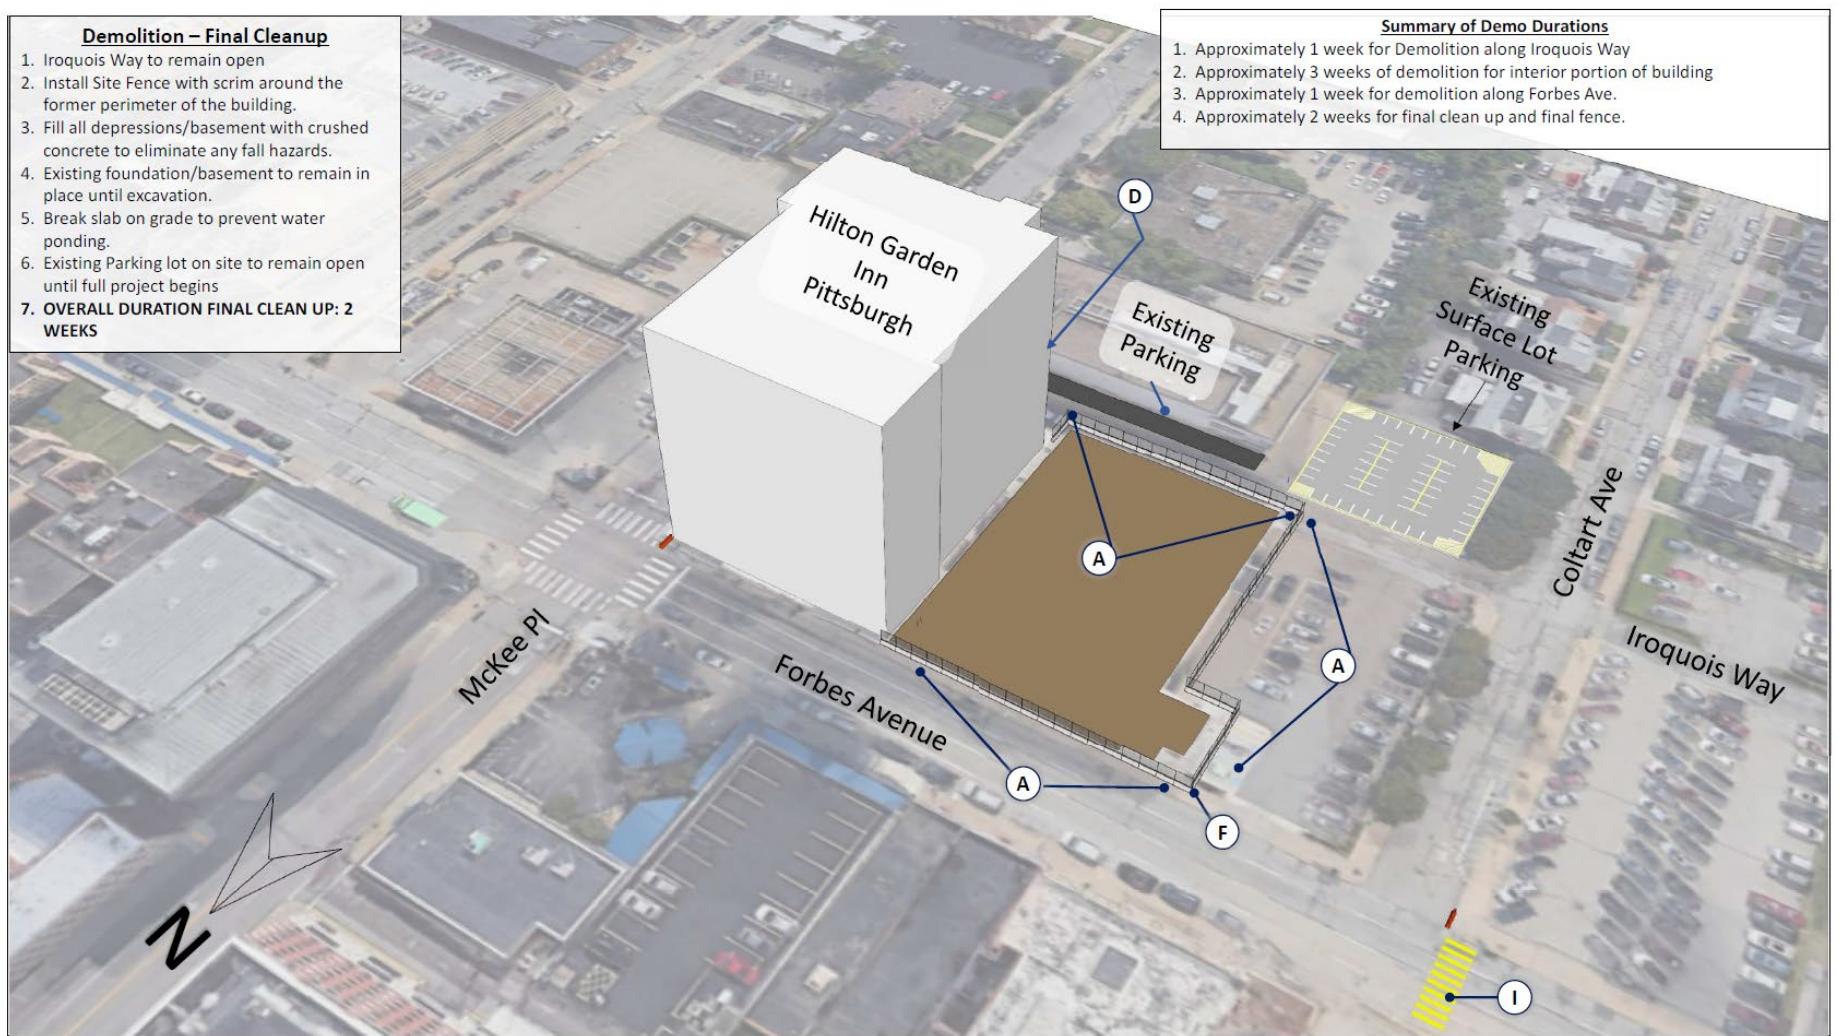 Demolition – Final Cleanup
1. Iroquois Way to remain open
2. Install Site Fence with scrim around the
former perimeter of the building.
3. Fill all depressions/basement with crushed
concrete to eliminate any fall hazards.
4. Existing foundation/basement to remain in
place until excavation.
5. Break slab on grade to prevent water
ponding.
6. Existing Parking lot on site to remain open
until full project begins
7. OVERALL DURATION FINAL CLEAN UP: 2
WEEKS
Summary of Demo Durations
1. Approximately 1 week for Demolition along Iroquois Way
2. Approximately 3 weeks of demolition for interior portion of building
3. Approximately 1 week for demolition along Forbes Ave.
4. Approximately 2 weeks for final clean up and final fence.
D
Hilton Garden
Inn
Pittsburgh
Existing
Parking
Existing
Surface Lot
Parking
A
Coltart Ave
A
Iroquois Way
McKee Pl
Forbes Avenue
A
F
N
I